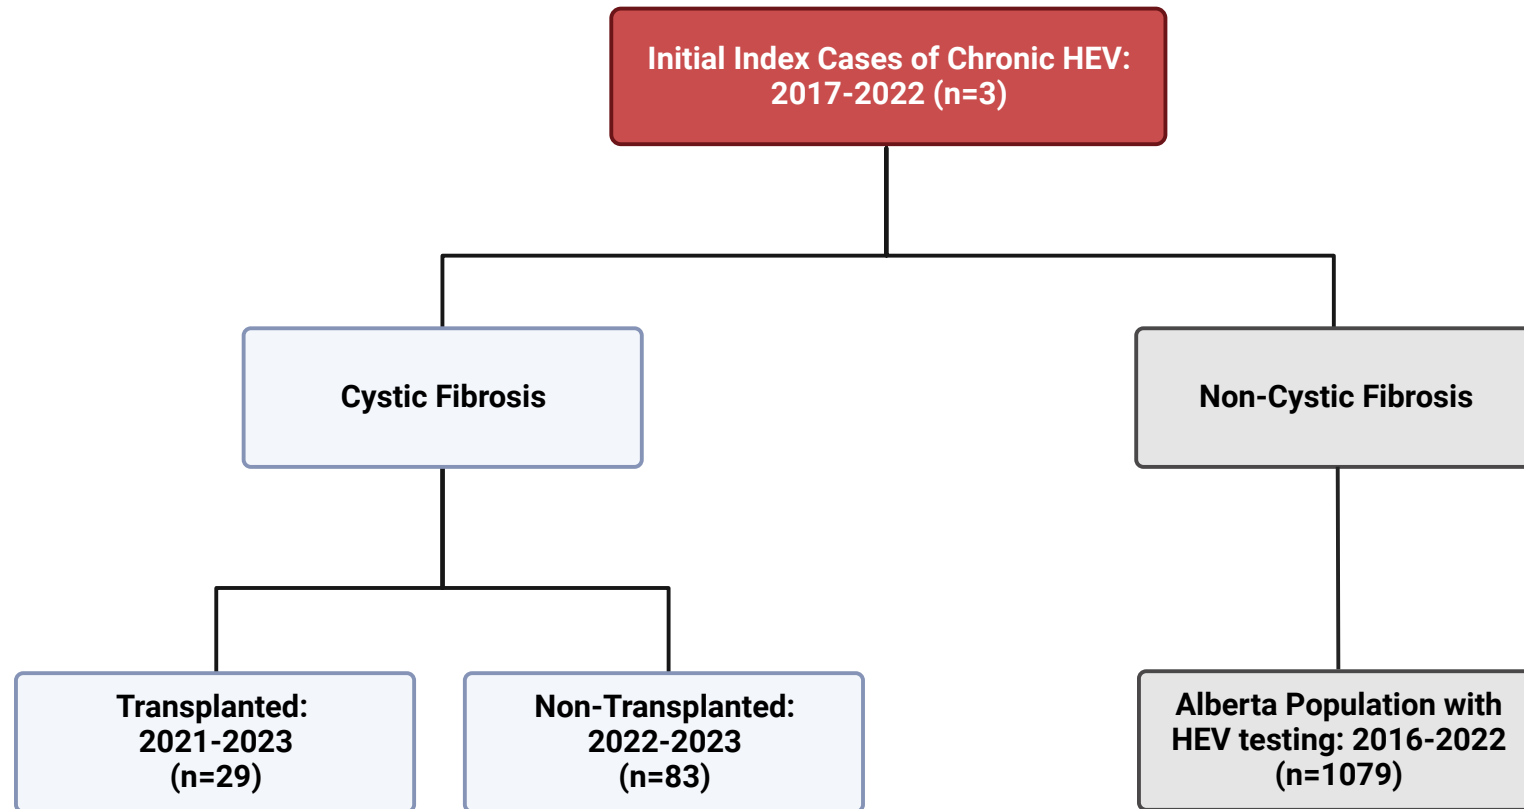 Initial Index Cases of Chronic HEV:
2017-2022 (n=3)
Cystic Fibrosis
Non-Cystic Fibrosis
Transplanted:
2021-2023
(n=29)
Non-Transplanted:
2022-2023
(n=83)
Alberta Population with
HEV testing: 2016-2022
(n=1079)